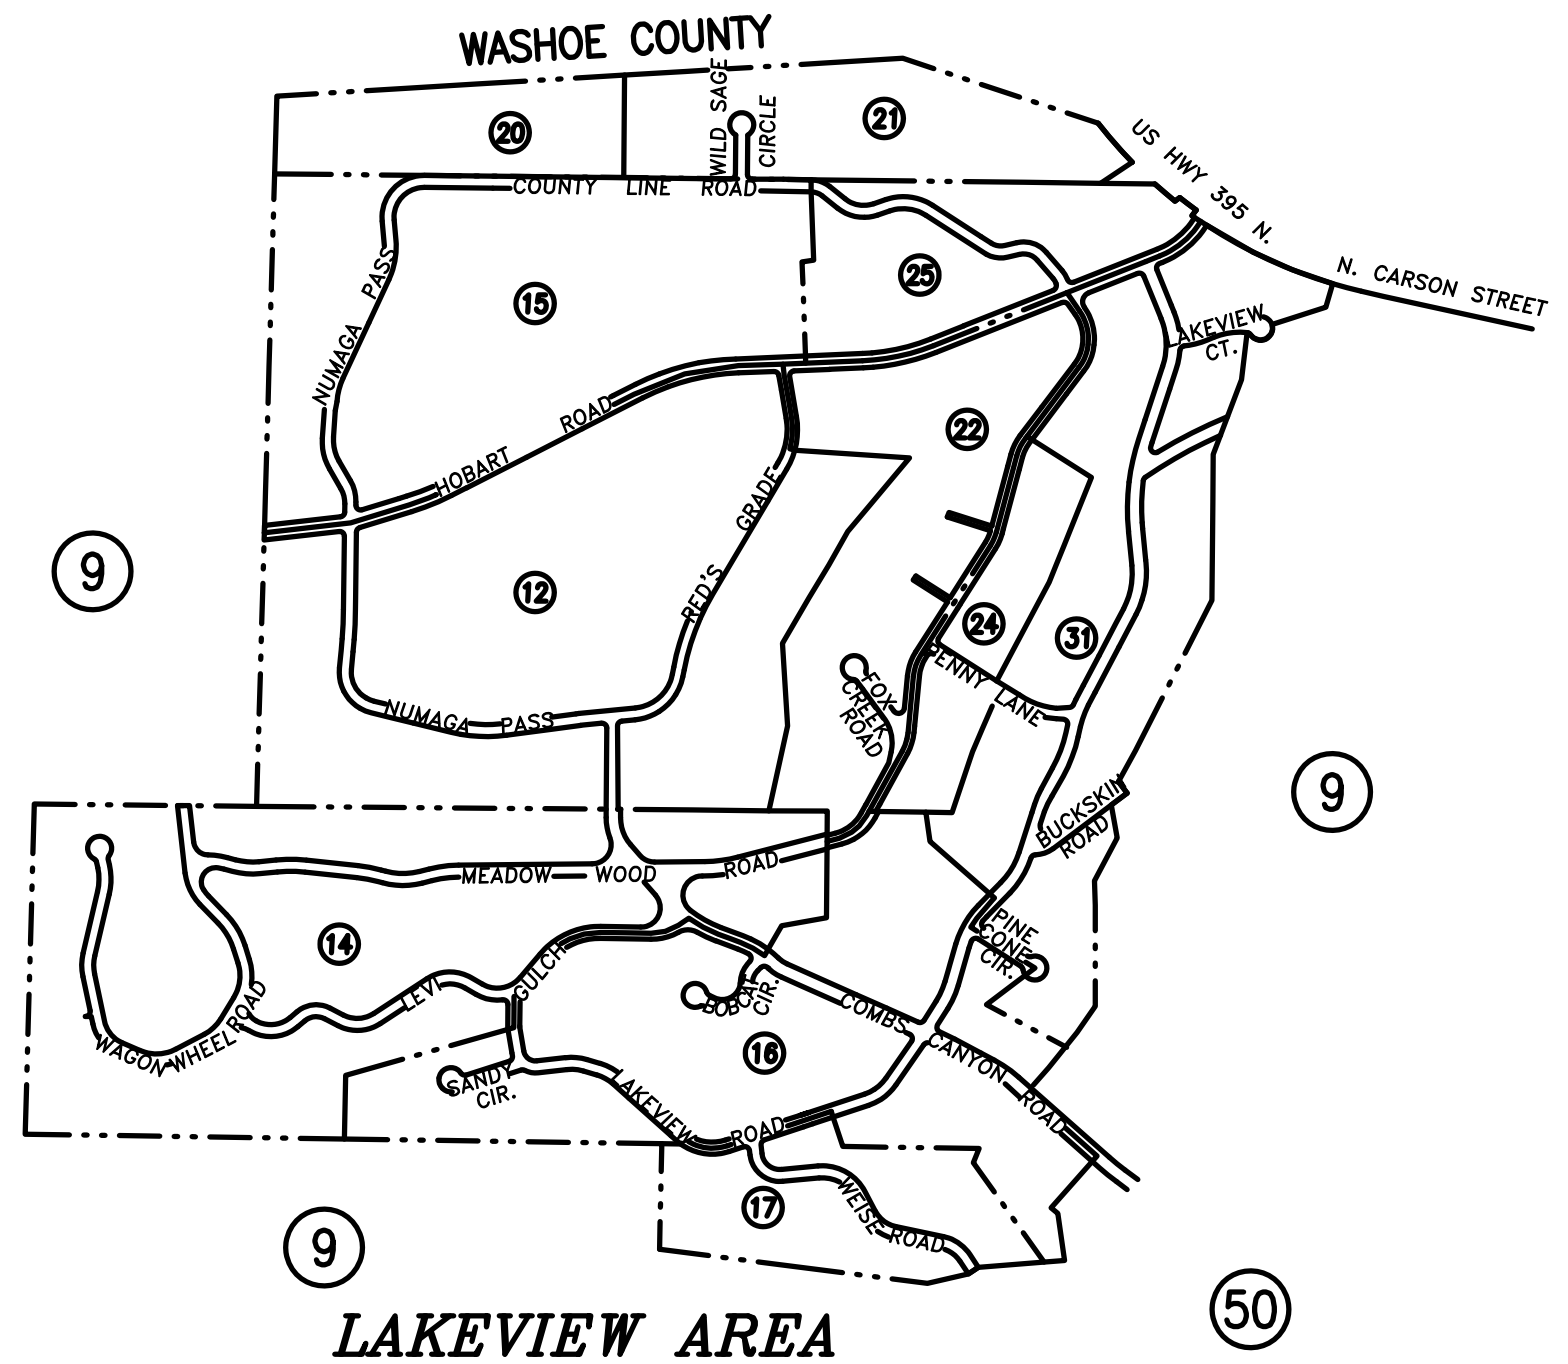 WASHOE COUNTY
20
WILD SAGE
CIRCLE
21
US HWY 395 N.
COUNTY LINE ROAD
N. CARSON STREET
NUMAGA PASS
15
25
LAKEVIEW
CT.
HOBART ROAD
22
RED'S GRADE
9
12
24
31
PENNY LANE
FOX
CREEK
ROAD
NUMAGA PASS
9
BUCKSKIN
ROAD
MEADOW WOOD ROAD
14
PINE
CONE
CIR.
LEVI GULCH
WAGON WHEEL ROAD
BOBCAT
CIR.
COMBS CANYON ROAD
16
SANDY
CIR.
LAKEVIEW ROAD
17
WEISE ROAD
9
50
LAKEVIEW AREA